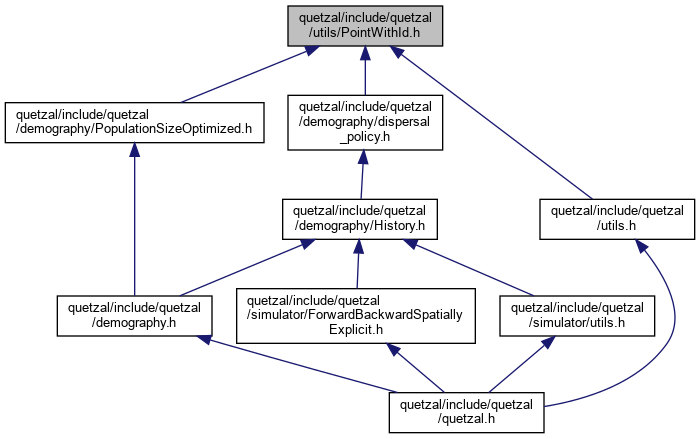 quetzal/include/quetzal
/utils/PointWithId.h
quetzal/include/quetzal
/demography/PopulationSizeOptimized.h
quetzal/include/quetzal
/demography/dispersal
_policy.h
quetzal/include/quetzal
/demography/History.h
quetzal/include/quetzal
/utils.h
quetzal/include/quetzal
/demography.h
quetzal/include/quetzal
/simulator/ForwardBackwardSpatially
Explicit.h
quetzal/include/quetzal
/simulator/utils.h
quetzal/include/quetzal
/quetzal.h